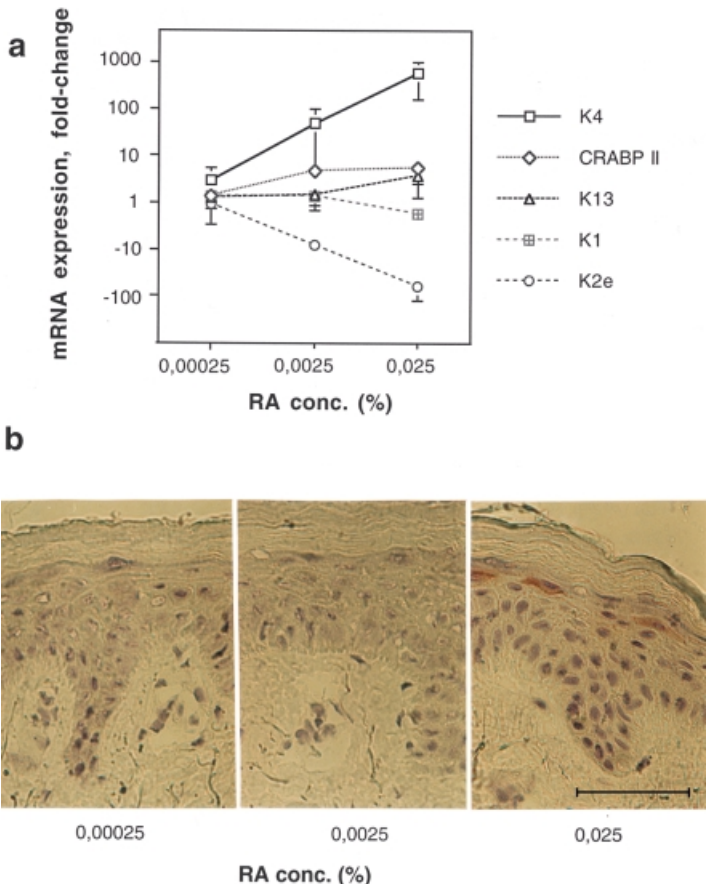 a
mRNA expression, fold-change
1000
100
10
1
-10
-100
0,00025 0,0025 0,025
RA conc. (%)
K4
CRABP II
K13
K1
K2e
b
0,00025 0,0025 0,025
RA conc. (%)